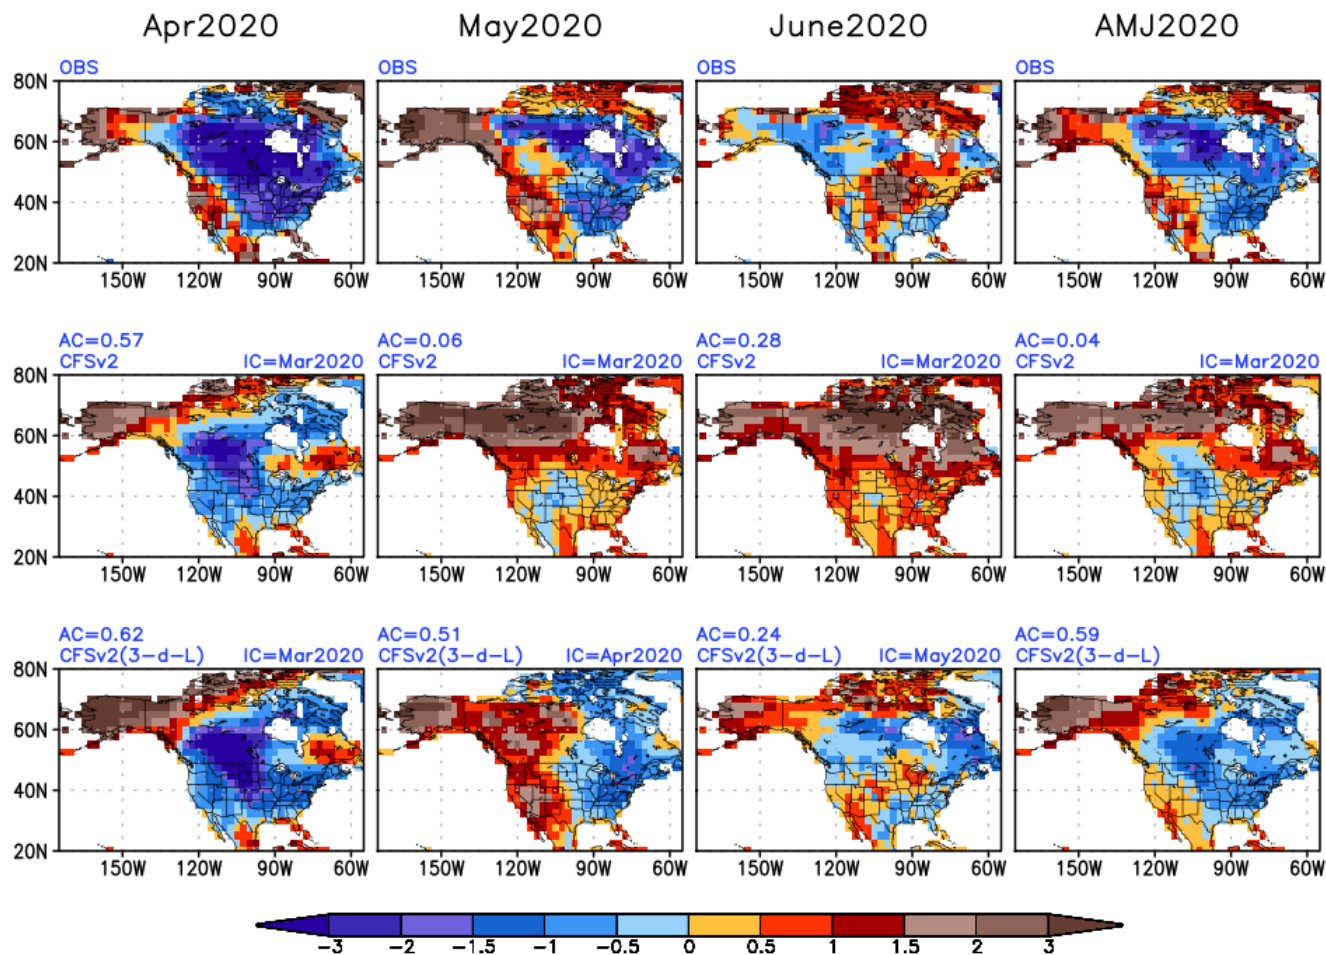 Apr2020 May2020 June2020 AMJ2020
OBS OBS OBS OBS
80N
60N
40N
20N
150W 120W 90W 60W 150W 120W 90W 60W 150W 120W 90W 60W 150W 120W 90W 60W
AC=0.57 AC=0.06 AC=0.28 AC=0.04
CFSv2 IC=Mar2020 CFSv2 IC=Mar2020 CFSv2 IC=Mar2020 CFSv2 IC=Mar2020
80N
60N
40N
20N
150W 120W 90W 60W 150W 120W 90W 60W 150W 120W 90W 60W 150W 120W 90W 60W
AC=0.62 AC=0.51 AC=0.24 AC=0.59
CFSv2(3-d-L) IC=Mar2020 CFSv2(3-d-L) IC=Apr2020 CFSv2(3-d-L) IC=May2020 CFSv2(3-d-L)
80N
60N
40N
20N
150W 120W 90W 60W 150W 120W 90W 60W 150W 120W 90W 60W 150W 120W 90W 60W
-3 -2 -1.5 -1 -0.5 0 0.5 1 1.5 2 3